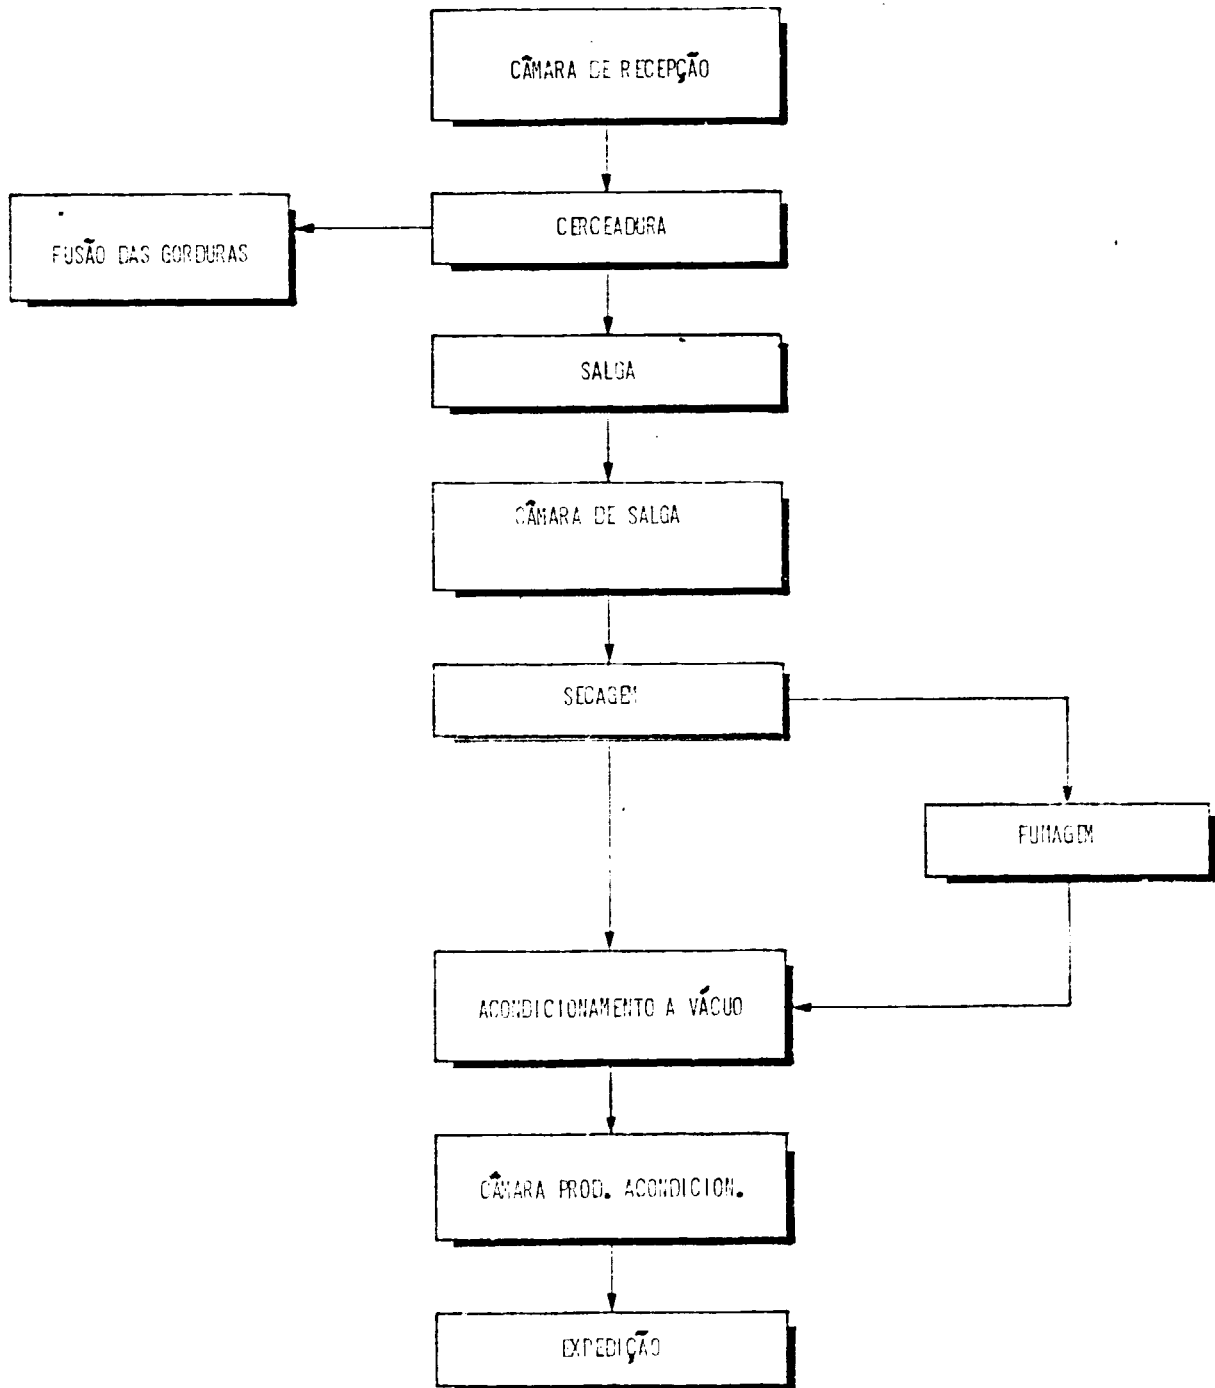 CÂMARA DE RECEPÇÃO
CERCEADURA
FUSÃO DAS GORDURAS
SALGA
CÂMARA DE SALGA
SECAGEM
FUMAGEM
ACONDICIONAMENTO A VÁCUO
CÂMARA PROD. ACONDICION.
EXPEDIÇÃO